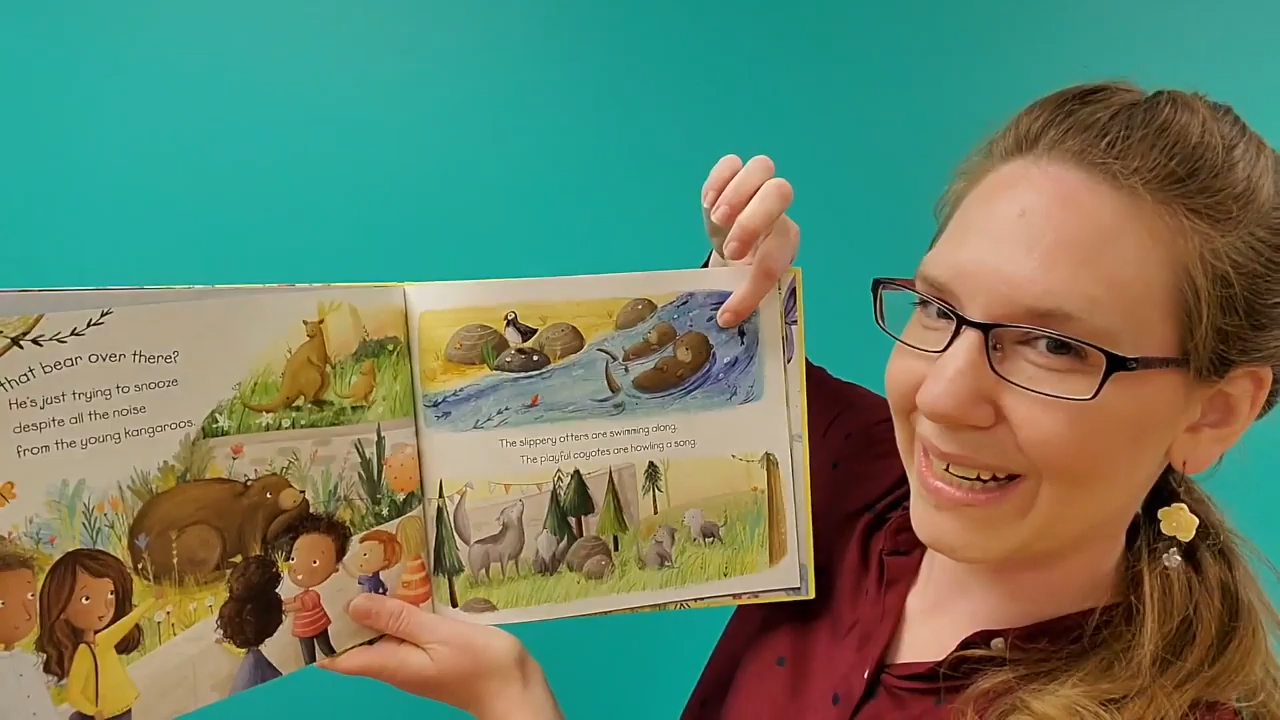 that bear over there?
He's just trying to snooze
despite all the noise
from the young kangaroos.
The slippery otters are swimming along.
The playful coyotes are howling a song.